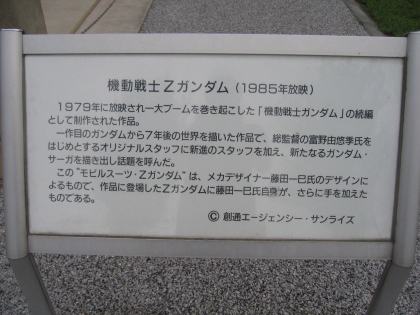 機動戦士Ζガンダム (1985年放映)
1979年に放映され一大ブームを巻き起こした「機動戦士ガンダム」の続編
として制作された作品。
一作目のガンダムから7年後の世界を描いた作品で、総監督の富野由悠季氏を
はじめとするオリジナルスタッフに新進のスタッフを加え、新たなるガンダム・
サーガを描き出し話題を呼んだ。
この“モビルスーツ・Ζガンダム”は、メカデザイナー藤田一巳氏のデザインに
よるもので、作品に登場したΖガンダムに藤田一巳氏自身が、さらに手を加えた
ものである。
© 創通エージェンシー・サンライズ